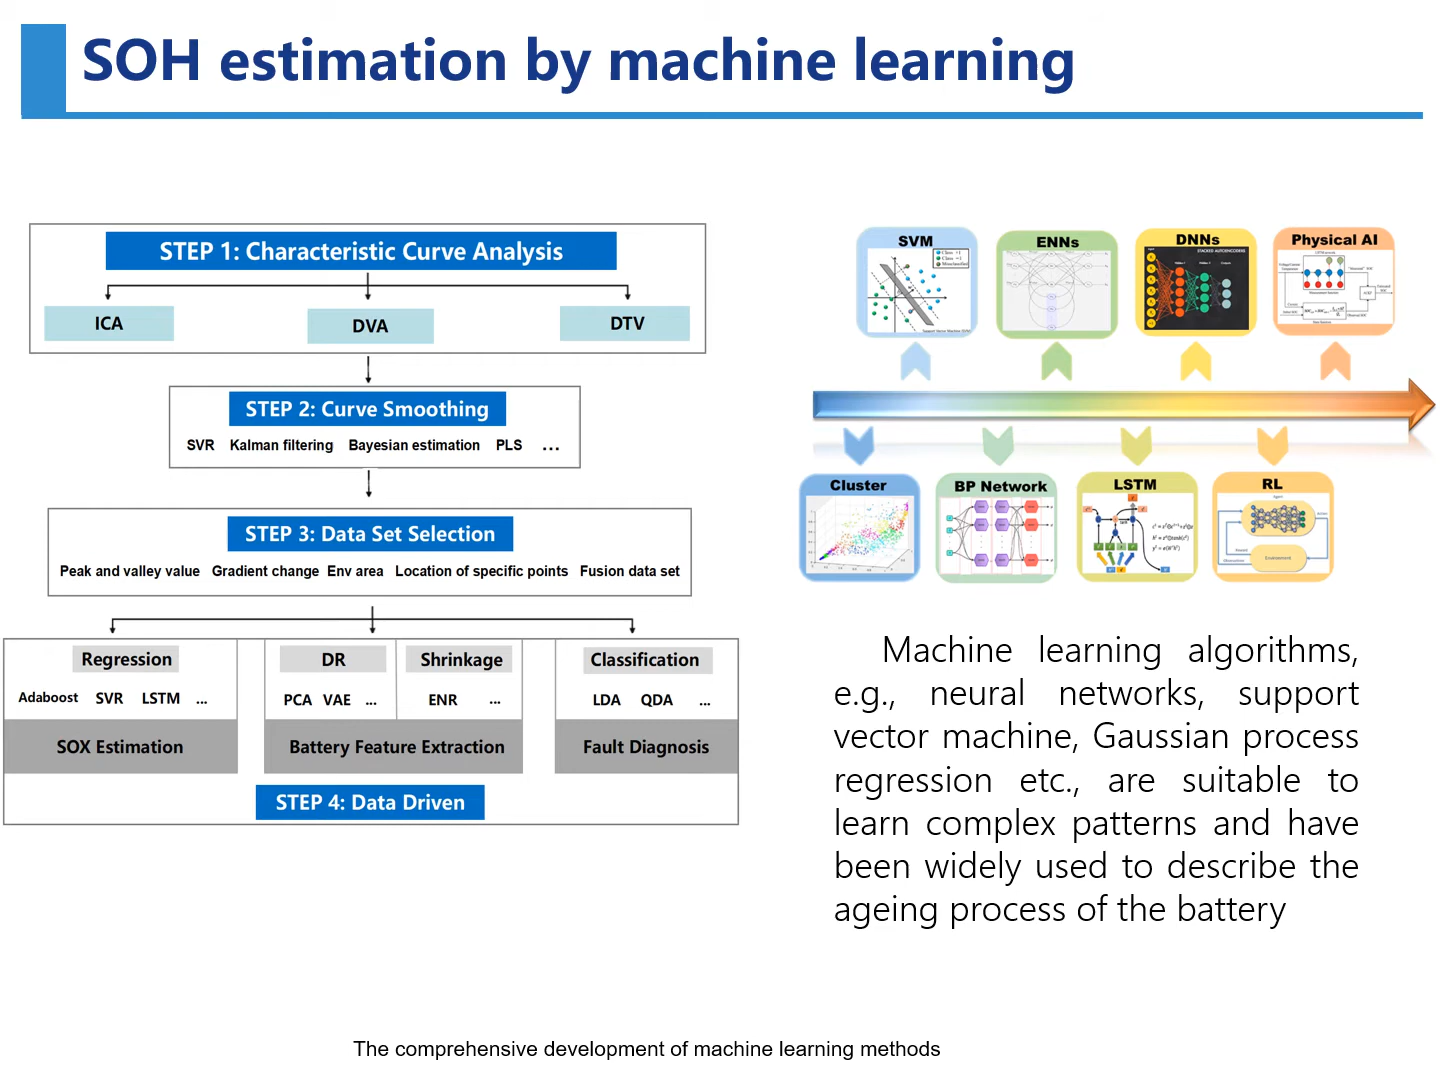 SOH estimation by machine learning
STEP 1: Characteristic Curve Analysis
ICA
DVA
DTV
STEP 2: Curve Smoothing
SVR Kalman filtering Bayesian estimation PLS ...
STEP 3: Data Set Selection
Peak and valley value Gradient change Env area Location of specific points Fusion data set
Regression
Adaboost SVR LSTM ...
SOX Estimation
DR
PCA VAE ...
Shrinkage
ENR ...
Battery Feature Extraction
Classification
LDA QDA ...
Fault Diagnosis
STEP 4: Data Driven
SVM
ENNs
DNNs
STACKED AUTOENCODERS
Physical AI
Cluster
BP Network
LSTM
RL
Agent
Environment
Machine learning algorithms,
e.g., neural networks, support
vector machine, Gaussian process
regression etc., are suitable to
learn complex patterns and have
been widely used to describe the
ageing process of the battery
The comprehensive development of machine learning methods